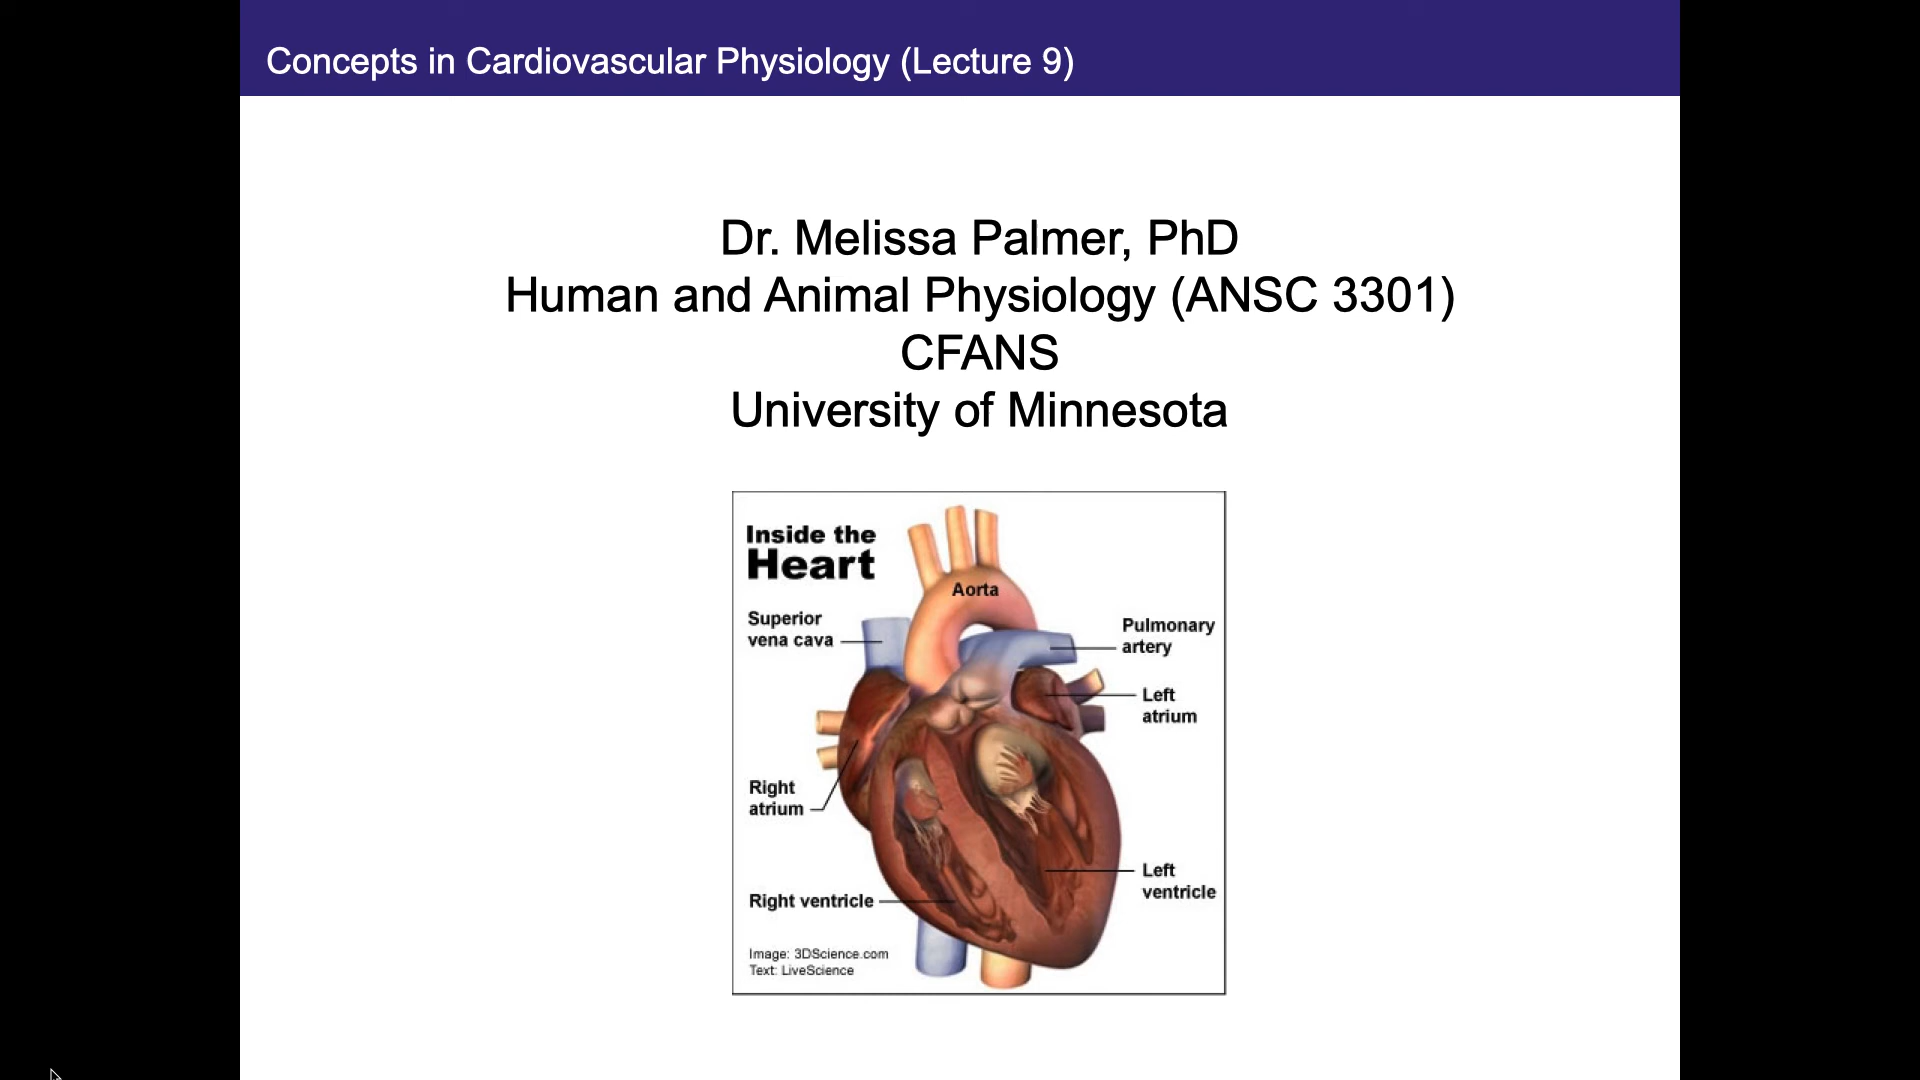 Concepts in Cardiovascular Physiology (Lecture 9)
Dr. Melissa Palmer, PhD
Human and Animal Physiology (ANSC 3301)
CFANS
University of Minnesota
Inside the
Heart
Aorta
Superior
vena cava
Pulmonary
artery
Left
atrium
Right
atrium
Left
ventricle
Right ventricle
Image: 3DScience.com
Text: LiveScience